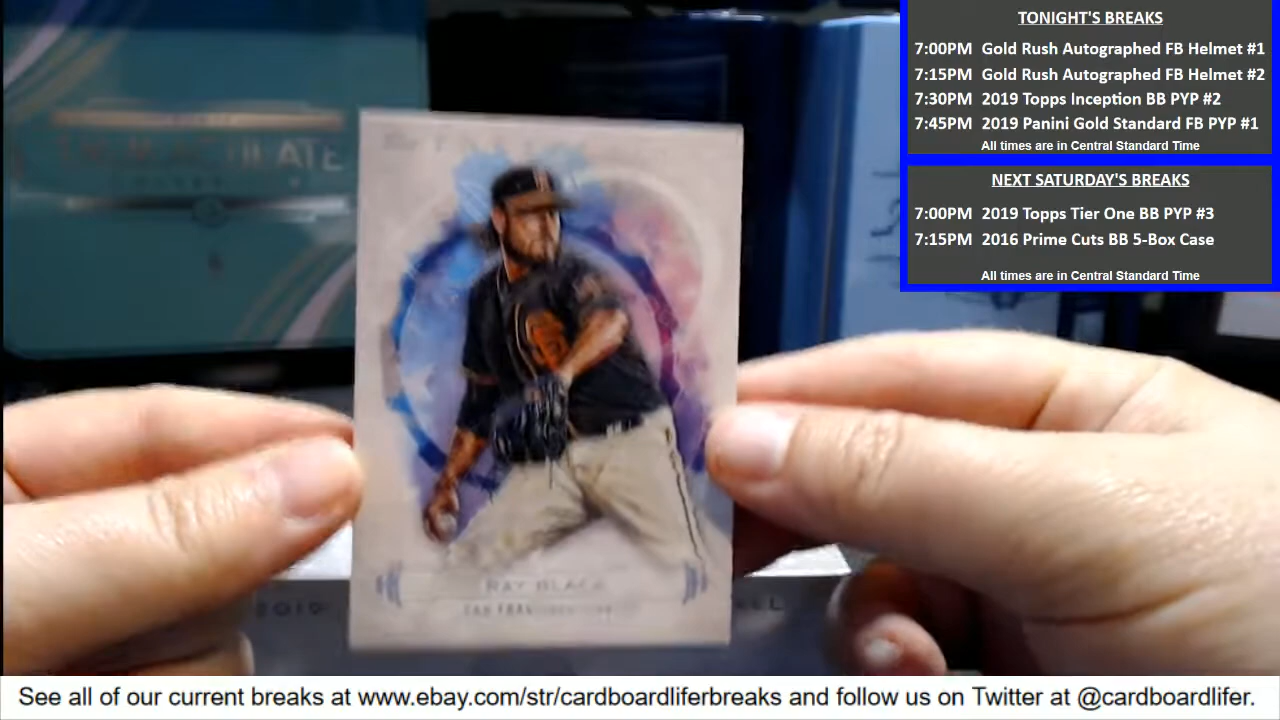 TONIGHT'S BREAKS
7:00PM Gold Rush Autographed FB Helmet #1
7:15PM Gold Rush Autographed FB Helmet #2
7:30PM 2019 Topps Inception BB PYP #2
7:45PM 2019 Panini Gold Standard FB PYP #1
All times are in Central Standard Time
NEXT SATURDAY'S BREAKS
7:00PM 2019 Topps Tier One BB PYP #3
7:15PM 2016 Prime Cuts BB 5-Box Case
All times are in Central Standard Time
RAY BLACK
2019
See all of our current breaks at www.ebay.com/str/cardboardliferbreaks and follow us on Twitter at @cardboardlifer.